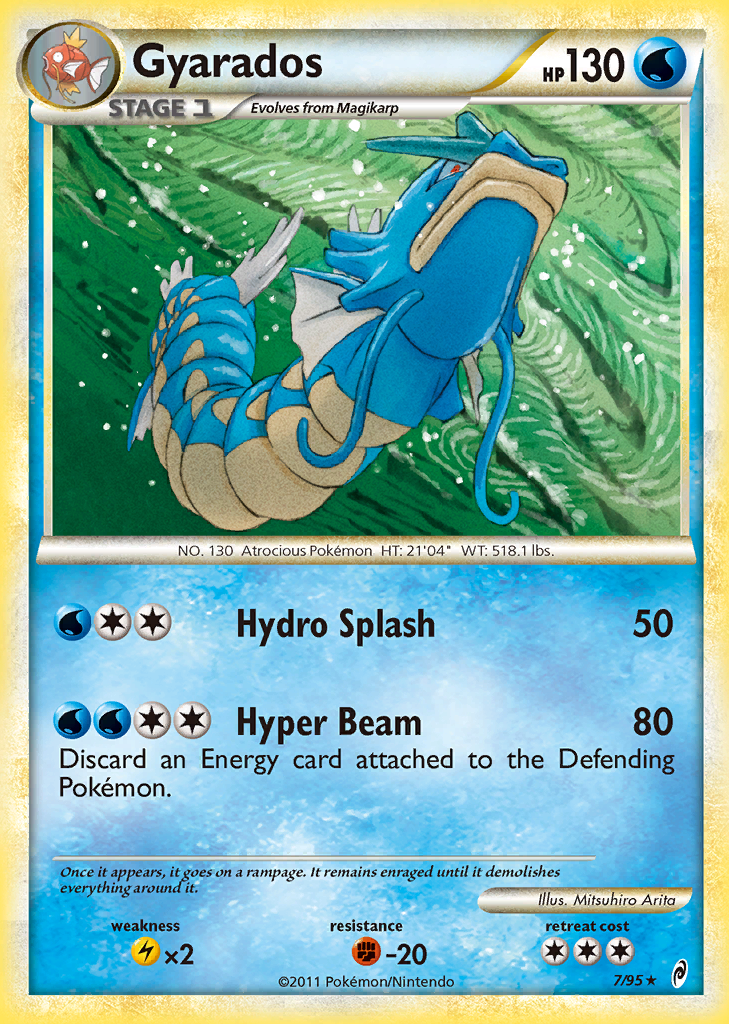 Gyarados
HP 130
STAGE 1
Evolves from Magikarp
NO. 130 Atrocious Pokémon HT: 21'04" WT: 518.1 lbs.
Hydro Splash 50
Hyper Beam 80
Discard an Energy card attached to the Defending
Pokémon.
Once it appears, it goes on a rampage. It remains enraged until it demolishes
everything around it.
Illus. Mitsuhiro Arita
weakness resistance retreat cost
×2 -20
©2011 Pokémon/Nintendo 7/95 ★